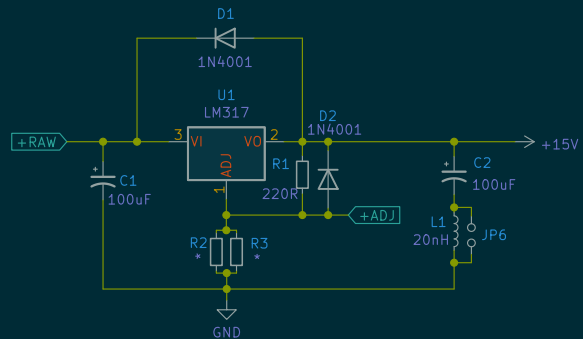 D1
1N4001
U1
LM317
D2
1N4001
+RAW
3
VI
VO
2
+15V
ADJ
1
R1
220R
C1
100uF
C2
100uF
+ADJ
L1
20nH
JP6
R2
*
R3
*
GND